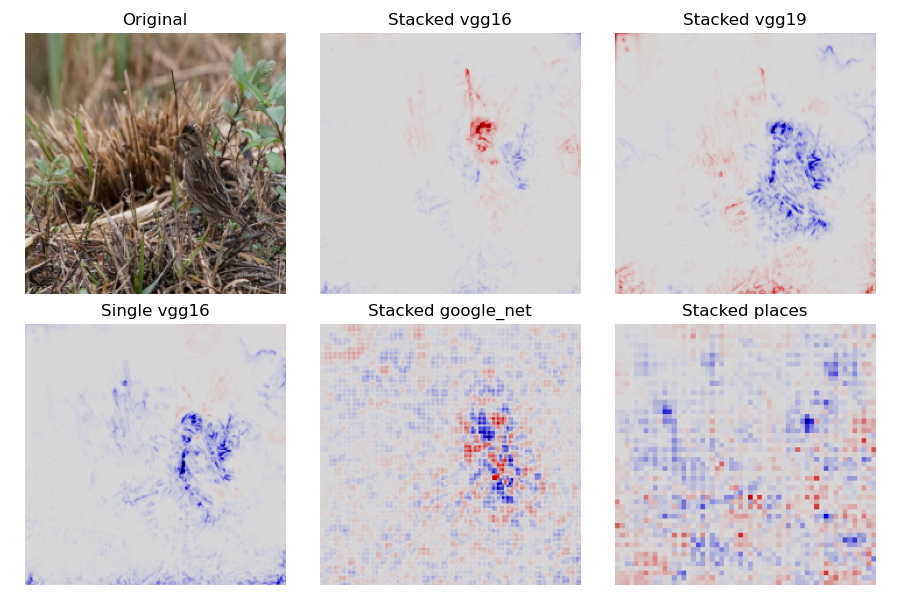 Original
Stacked vgg16
Stacked vgg19
Single vgg16
Stacked google_net
Stacked places